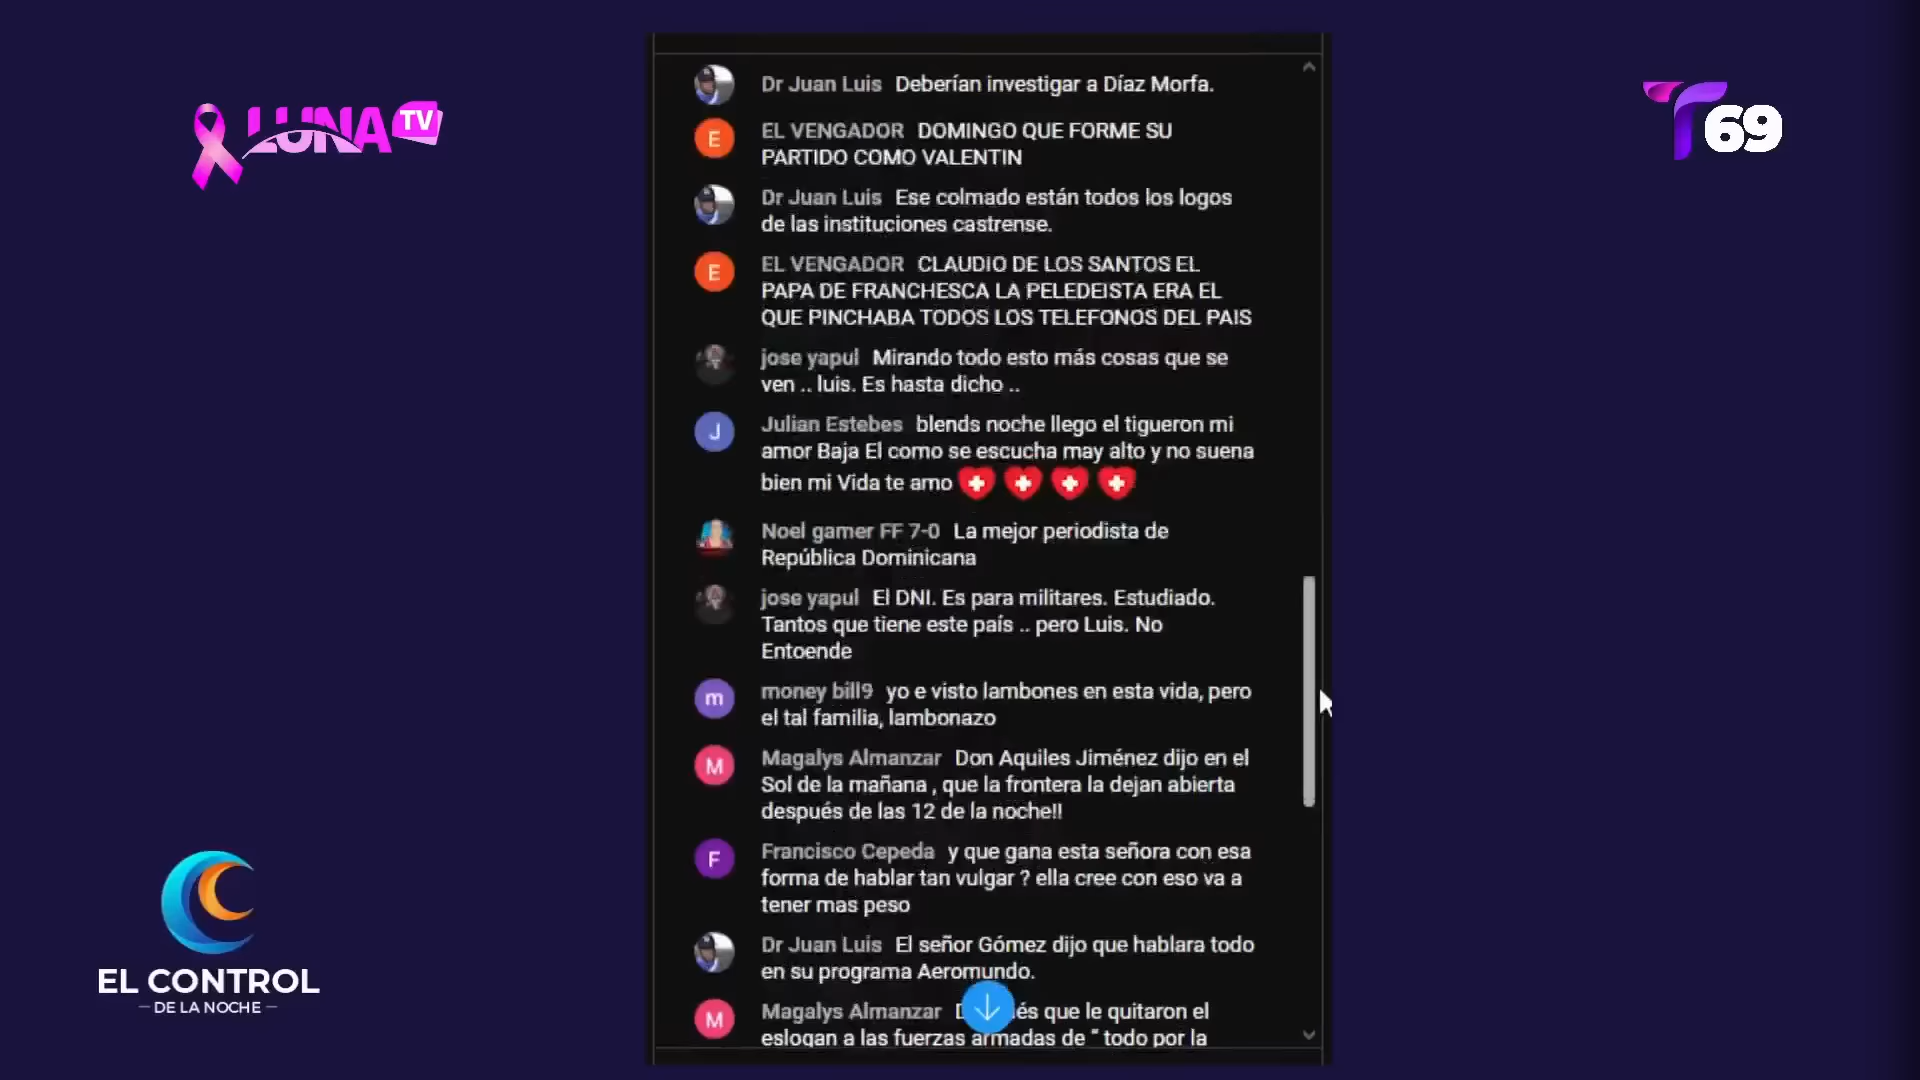 LUNA TV
T 69
Dr Juan Luis Deberían investigar a Díaz Morfa.
E
EL VENGADOR DOMINGO QUE FORME SU
PARTIDO COMO VALENTIN
Dr Juan Luis Ese colmado están todos los logos
de las instituciones castrense.
E
EL VENGADOR CLAUDIO DE LOS SANTOS EL
PAPA DE FRANCHESCA LA PELEDEISTA ERA EL
QUE PINCHABA TODOS LOS TELEFONOS DEL PAIS
jose yapul Mirando todo esto más cosas que se
ven .. luis. Es hasta dicho ..
J
Julian Estebes blends noche llego el tigueron mi
amor Baja El como se escucha may alto y no suena
bien mi Vida te amo
Noel gamer FF 7-0 La mejor periodista de
República Dominicana
jose yapul El DNI. Es para militares. Estudiado.
Tantos que tiene este país .. pero Luis. No
Entoende
m
money bill9 yo e visto lambones en esta vida, pero
el tal familia, lambonazo
M
Magalys Almanzar Don Aquiles Jiménez dijo en el
Sol de la mañana , que la frontera la dejan abierta
después de las 12 de la noche!!
F
Francisco Cepeda y que gana esta señora con esa
forma de hablar tan vulgar ? ella cree con eso va a
tener mas peso
Dr Juan Luis El señor Gómez dijo que hablara todo
en su programa Aeromundo.
M
Magalys Almanzar que le quitaron el
eslogan a las fuerzas armadas de " todo por la
EL CONTROL
DE LA NOCHE